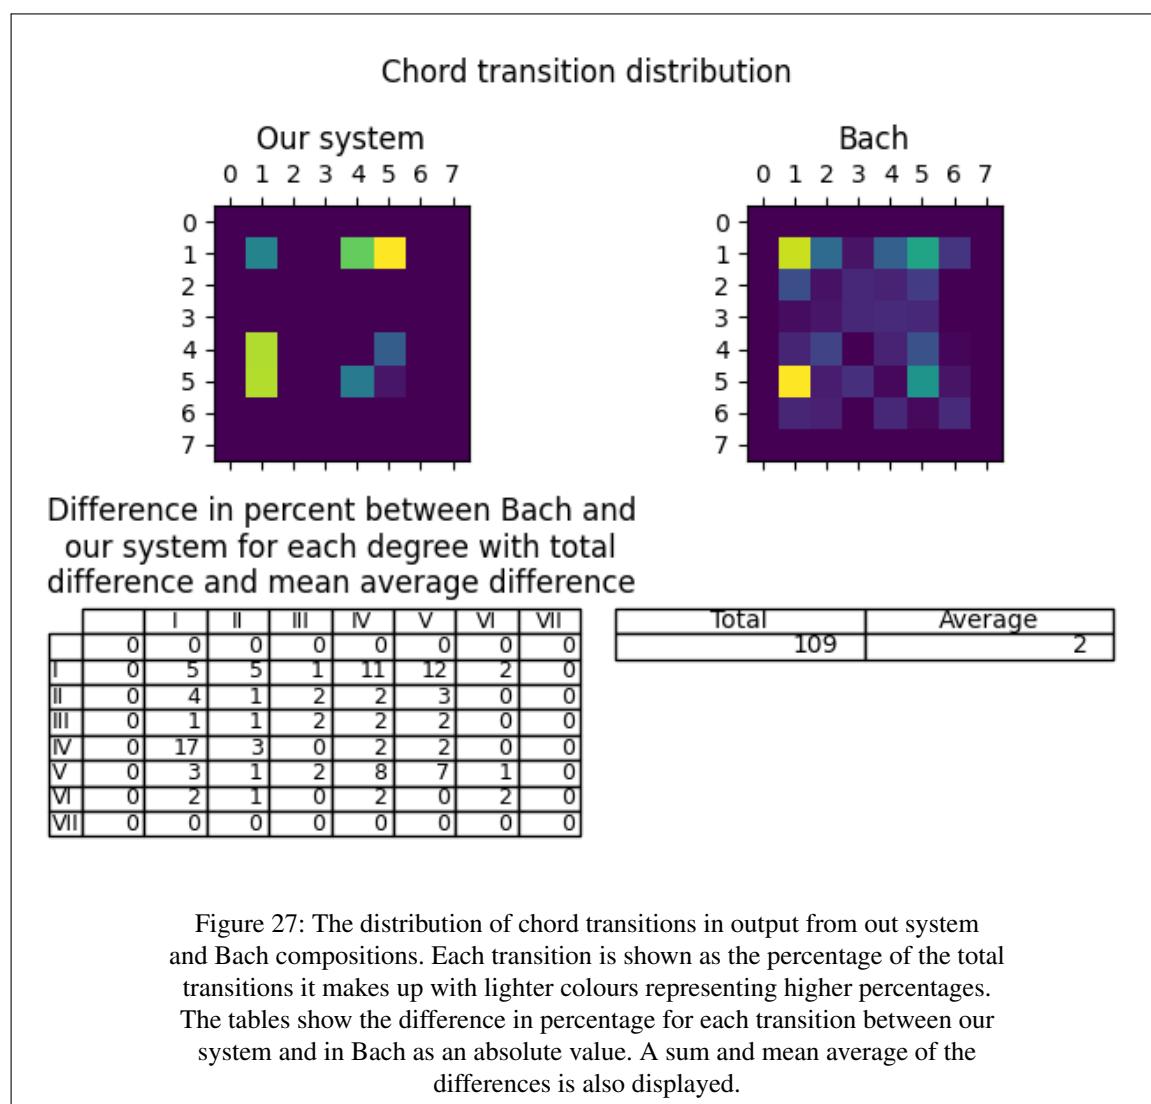 Chord transition distribution
Our system
0 1 2 3 4 5 6 7
0
1
2
3
4
5
6
7
Bach
0 1 2 3 4 5 6 7
0
1
2
3
4
5
6
7
Difference in percent between Bach and
our system for each degree with total
difference and mean average difference
I II III IV V VI VII
0 0 0 0 0 0 0 0
I 0 5 5 1 11 12 2 0
II 0 4 1 2 2 3 0 0
III 0 1 1 2 2 2 0 0
IV 0 17 3 0 2 2 0 0
V 0 3 1 2 8 7 1 0
VI 0 2 1 0 2 0 2 0
VII 0 0 0 0 0 0 0 0
Total Average
109 2
Figure 27: The distribution of chord transitions in output from out system
and Bach compositions. Each transition is shown as the percentage of the total
transitions it makes up with lighter colours representing higher percentages.
The tables show the difference in percentage for each transition between our
system and in Bach as an absolute value. A sum and mean average of the
differences is also displayed.